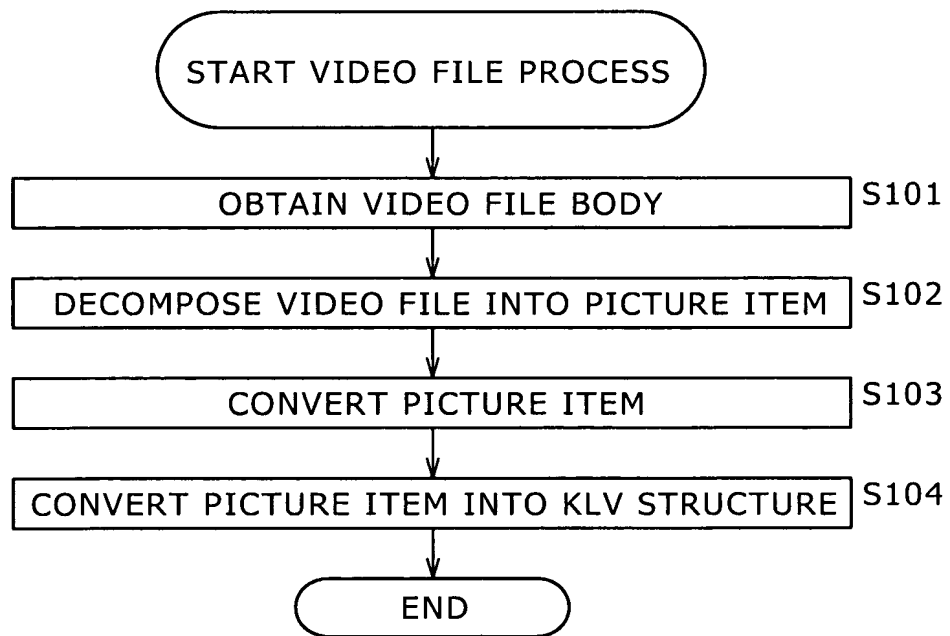 START VIDEO FILE PROCESS
OBTAIN VIDEO FILE BODY
S101
DECOMPOSE VIDEO FILE INTO PICTURE ITEM
S102
CONVERT PICTURE ITEM
S103
CONVERT PICTURE ITEM INTO KLV STRUCTURE
S104
END